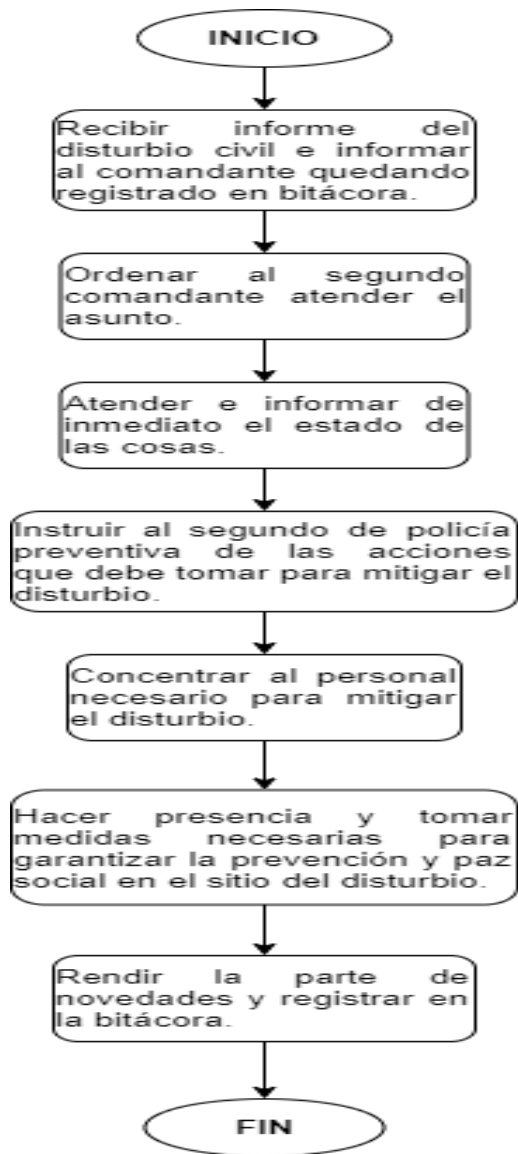 INICIO
Recibir informe del
disturbio civil e informar
al comandante quedando
registrado en bitácora.
Ordenar al segundo
comandante atender el
asunto.
Atender e informar de
inmediato el estado de
las cosas.
Instruir al segundo de policía
preventiva de las acciones
que debe tomar para mitigar el
disturbio.
Concentrar al personal
necesario para mitigar
el disturbio.
Hacer presencia y tomar
medidas necesarias para
garantizar la prevención y paz
social en el sitio del disturbio.
Rendir la parte de
novedades y registrar en
la bitácora.
FIN